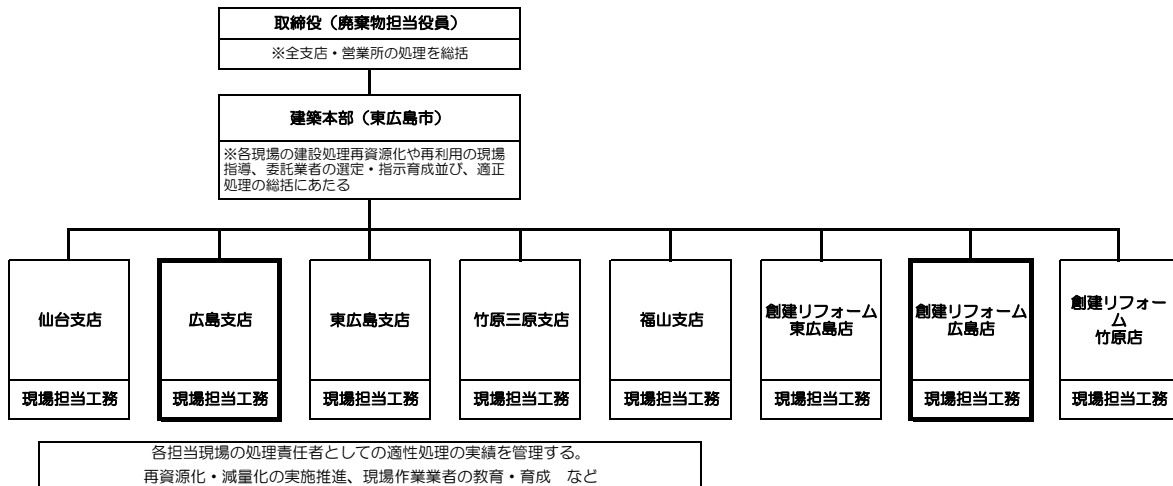 取締役（廃棄物担当役員）
※全支店・営業所の処理を総括
建築本部（東広島市）
※各現場の建設処理再資源化や再利用の現場
指導、委託業者の選定・指示育成並び、適正
処理の総括にあたる
仙台支店
現場担当工務
広島支店
現場担当工務
東広島支店
現場担当工務
竹原三原支店
現場担当工務
福山支店
現場担当工務
創建リフォーム
東広島店
現場担当工務
創建リフォーム
広島店
現場担当工務
創建リフォー
ム
竹原店
現場担当工務
各担当現場の処理責任者としての適性処理の実績を管理する。
再資源化・減量化の実施推進、現場作業業者の教育・育成　など